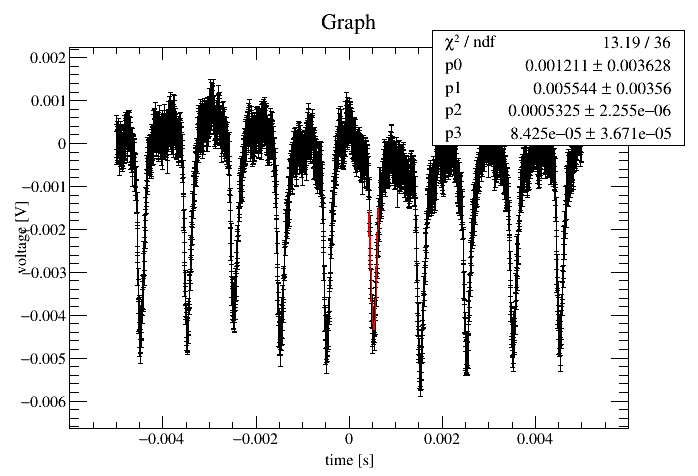 Graph
χ² / ndf 13.19 / 36
p0 0.001211 ± 0.003628
p1 0.005544 ± 0.00356
p2 0.0005325 ± 2.255e−06
p3 8.425e−05 ± 3.671e−05
0.002
0.001
0
−0.001
−0.002
−0.003
−0.004
−0.005
−0.006
voltage [V]
−0.004 −0.002 0 0.002 0.004
time [s]